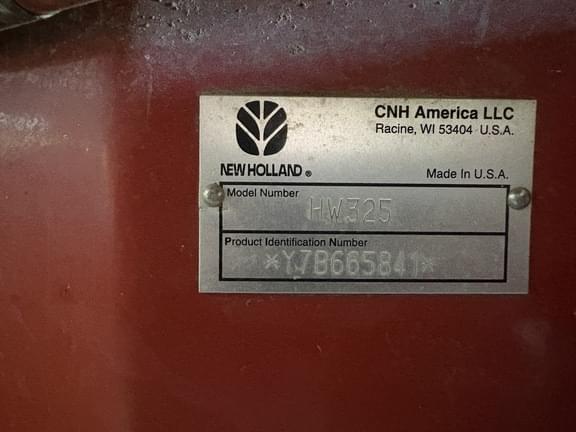 CNH America LLC
Racine, WI 53404 U.S.A.
NEW HOLLAND ®
Made In U.S.A.
Model Number
HW325
Product Identification Number
*Y7B665841*